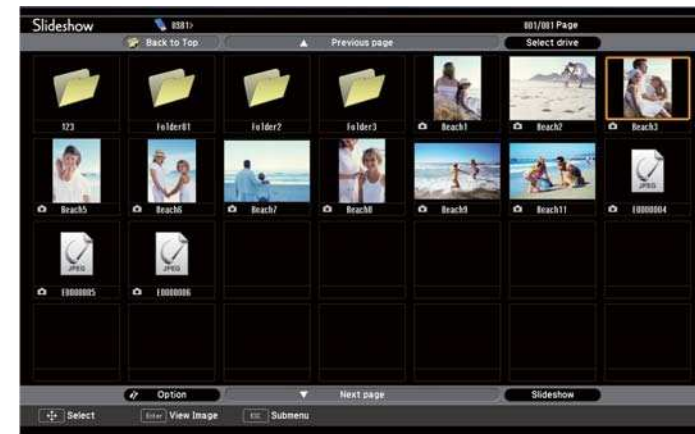 Slideshow USB1> 001/001 Page
Back to Top ▲ Previous page Select drive
123 Folder01 Folder2 Folder3 Beach1 Beach2 Beach3
JPEG
Beach5 Beach6 Beach7 Beach8 Beach9 Beach11 E0000004
JPEG JPEG
E0000005 E0000006
Option ▼ Next page Slideshow
Select Enter View Image ESC Submenu